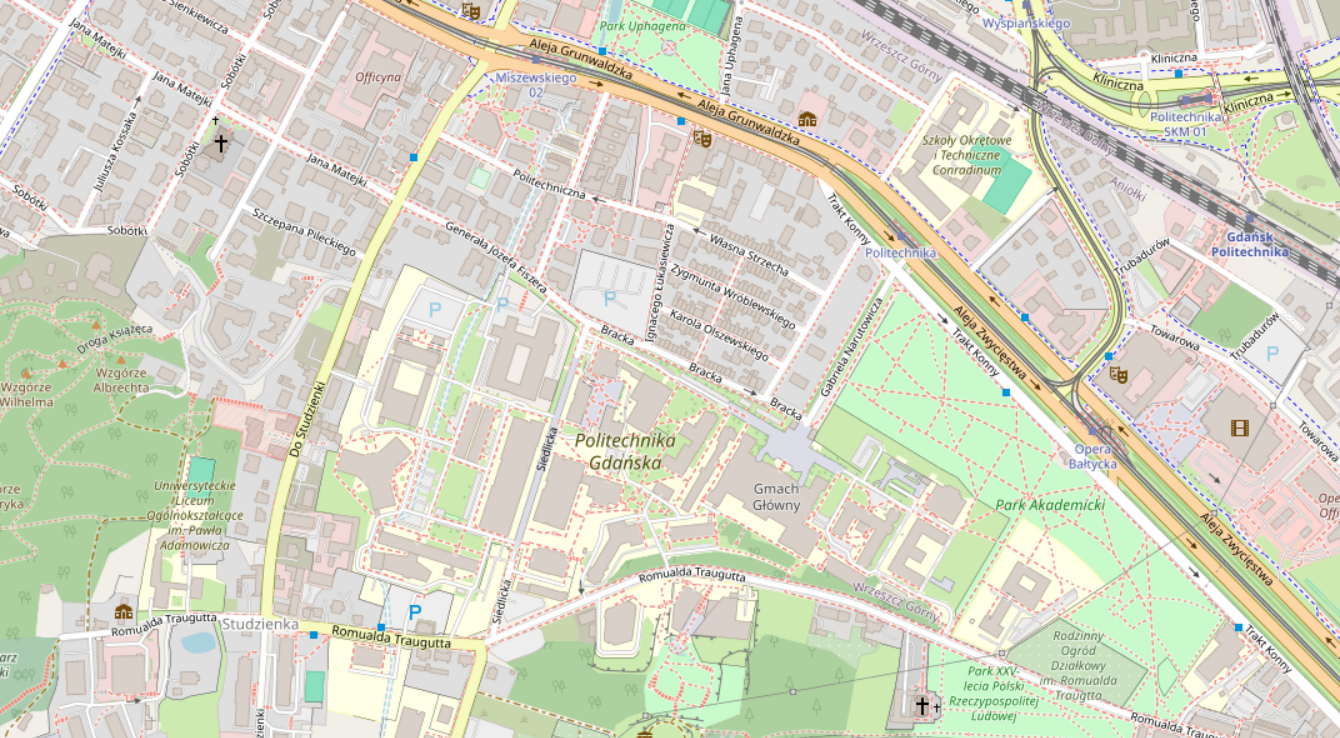 Sienkiewicza
Jana Matejki
Sobótki
Park Uphagena
Jana Uphagena
Wyspiańskiego
Wrzeszcz Górny
Kliniczna
Aleja Grunwaldzka
Officyna
Miszewskiego
02
Jana Matejki
Kliniczna
Kliniczna
Politechnika
SKM 01
Aleja Grunwaldzka
Wrzeszcz Dolny
Juliusza Kossaka
Sobótki
Szkoły Okrętowe
i Techniczne
Conradinum
Jana Matejki
Politechniczna
Aniołki
Sobótki
Szczepana Pileckiego
Trakt Konny
Sobótki
Generała Józefa Fiszera
Ignacego Łukasiewicza
Własna Strzecha
Politechnika
Gdańsk
Politechnika
Trubadurów
Zygmunta Wróblewskiego
P
P
P
Karola Olszewskiego
Bracka
Gabriela Narutowicza
Aleja Zwycięstwa
Trakt Konny
Towarowa
Trubadurów
P
Droga Książęca
Wzgórze
Wilhelma
Wzgórze
Albrechta
Do Studzienki
Bracka
Bracka
Siedlicka
Politechnika
Gdańska
Opera
Bałtycka
Towarowa
Gmach
Główny
Park Akademicki
Uniwersyteckie
Liceum
Ogólnokształcące
im. Pawła
Adamowicza
Aleja Zwycięstwa
Romualda Traugutta
Wrzeszcz Górny
Siedlicka
P
Romualda Traugutta
Studzienka
Romualda Traugutta
Rodzinny
Ogród
Działkowy
im. Romualda
Traugutta
Trakt Konny
Park XXV-
lecia Polski
Rzeczypospolitej
Ludowej
Romualda Traugu